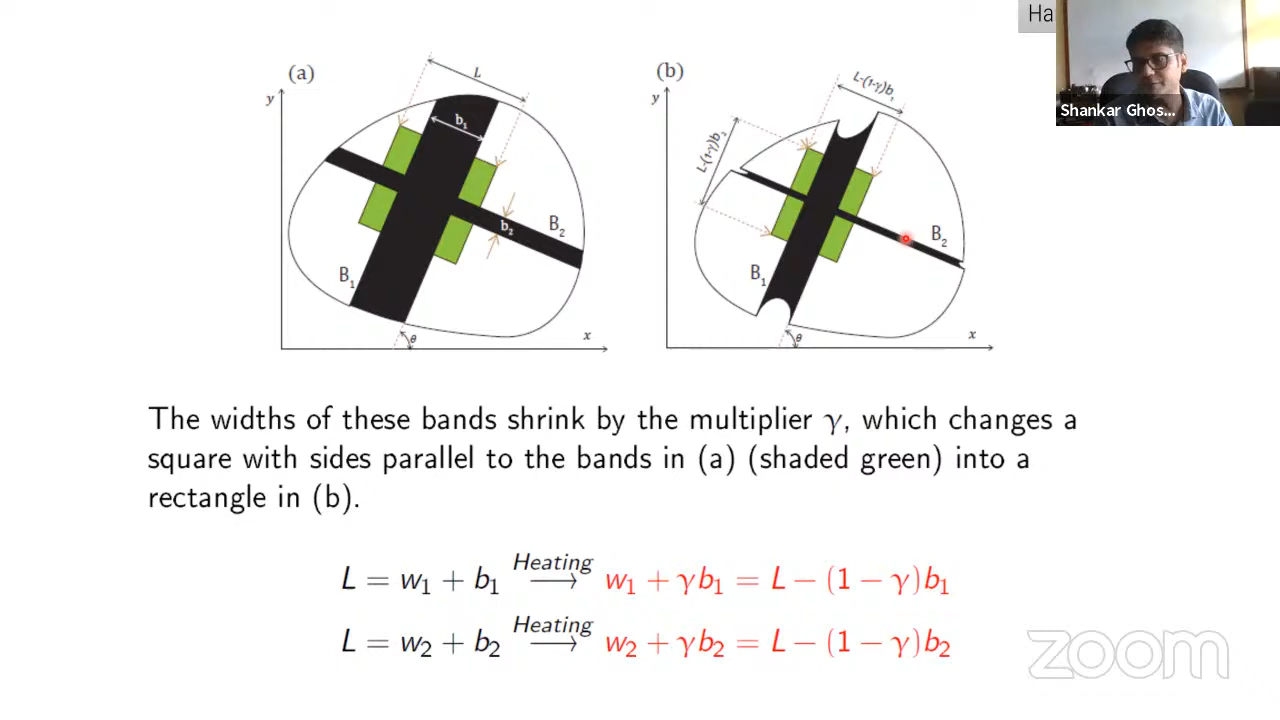 Ha
Shankar Ghos...
(a)
y
L
b₁
b₂
B₂
B₁
θ
x
(b)
y
L-(1-γ)b₁
L-(1-γ)b₂
B₂
B₁
θ
x
The widths of these bands shrink by the multiplier γ, which changes a
square with sides parallel to the bands in (a) (shaded green) into a
rectangle in (b).
L = w₁ + b₁ Heating ⟶ w₁ + γb₁ = L − (1 − γ)b₁
L = w₂ + b₂ Heating ⟶ w₂ + γb₂ = L − (1 − γ)b₂
zoom